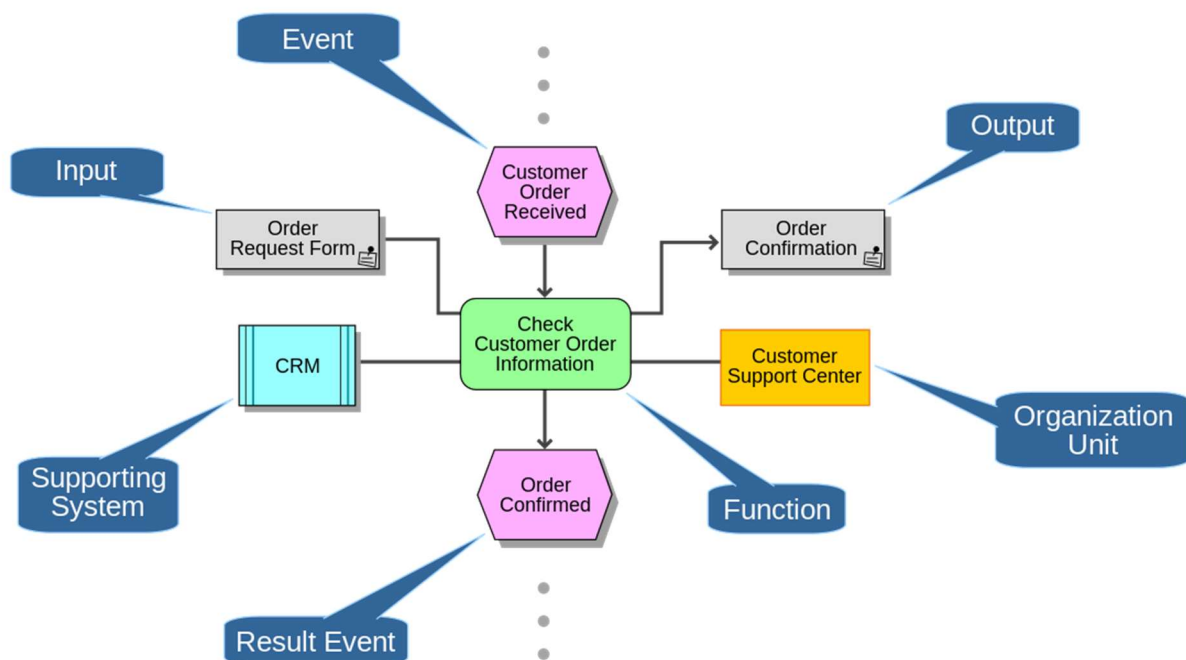 Event
Output
Input
Customer
Order
Received
Order
Request Form
Order
Confirmation
Check
Customer Order
Information
CRM
Customer
Support Center
Organization
Unit
Supporting
System
Order
Confirmed
Function
Result Event